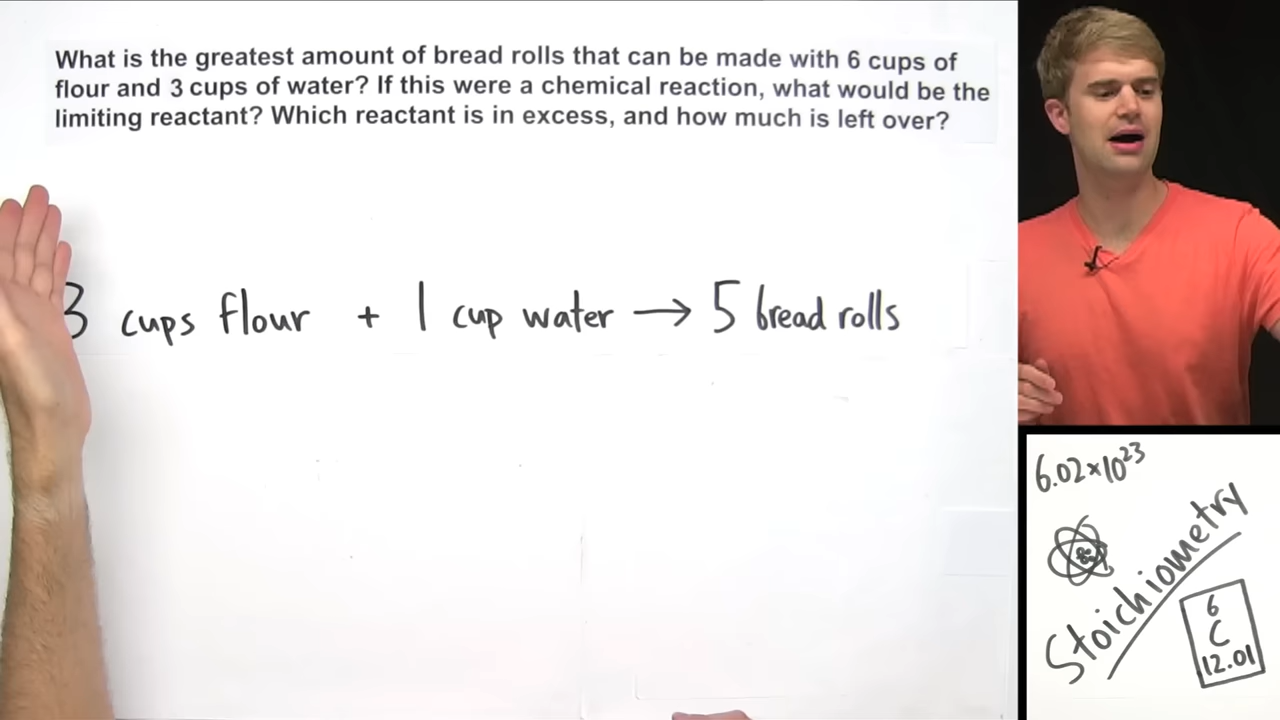 What is the greatest amount of bread rolls that can be made with 6 cups of
flour and 3 cups of water? If this were a chemical reaction, what would be the
limiting reactant? Which reactant is in excess, and how much is left over?
3 cups flour + 1 cup water → 5 bread rolls
6.02×10²³
Stoichiometry
6
C
12.01